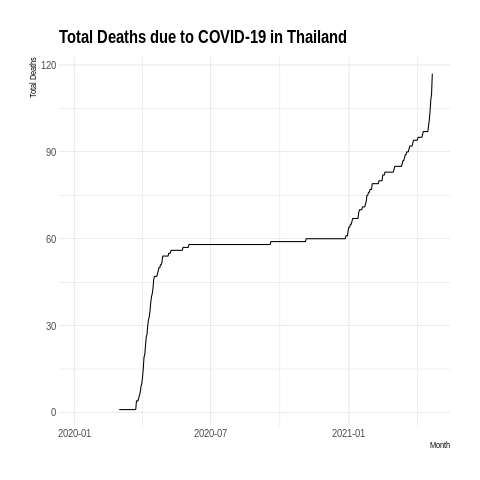 Total Deaths due to COVID-19 in Thailand
Total Deaths
120
90
60
30
0
2020-01
2020-07
2021-01
Month